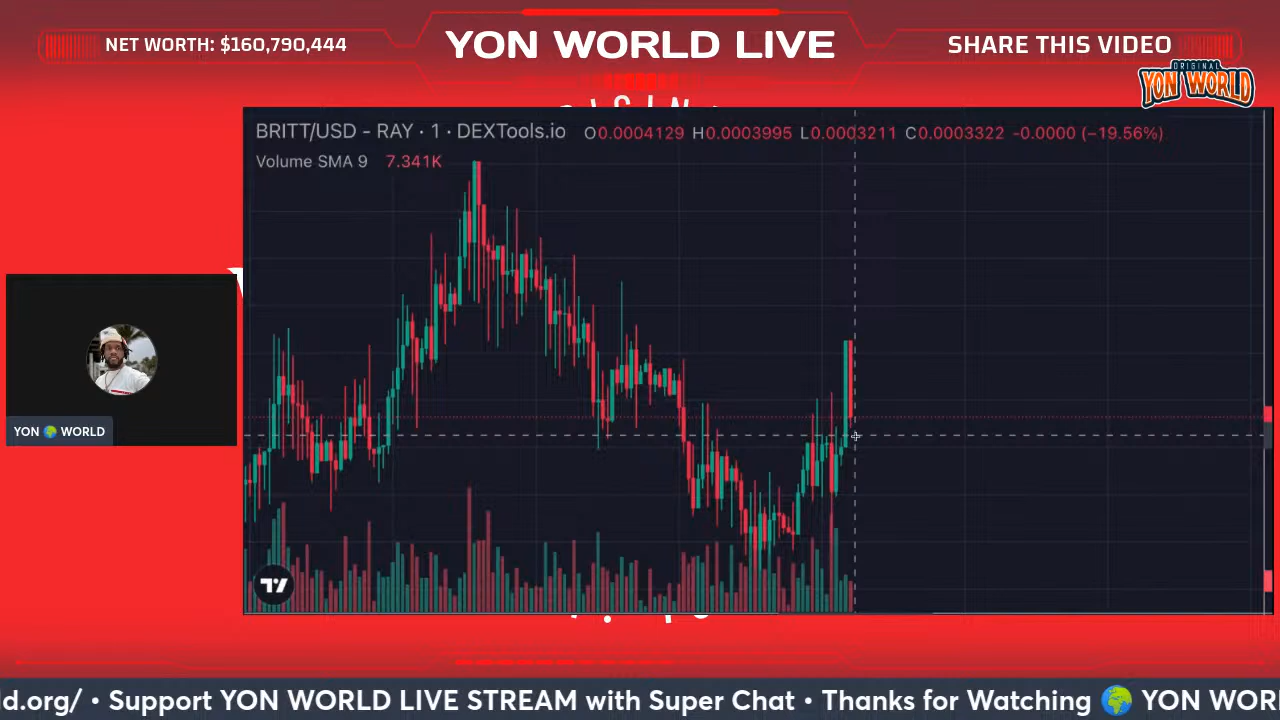 NET WORTH: $160,790,444
YON WORLD LIVE
SHARE THIS VIDEO
ORIGINAL
YON WORLD
BRITT/USD - RAY · 1 · DEXTools.io O0.0004129 H0.0003995 L0.0003211 C0.0003322 -0.0000 (-19.56%)
Volume SMA 9 7.341K
YON 🌍 WORLD
ld.org/ • Support YON WORLD LIVE STREAM with Super Chat • Thanks for Watching 🌍 YON WOR